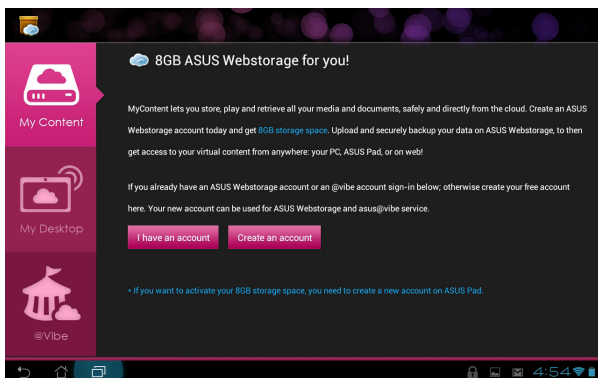 8GB ASUS Webstorage for you!
My Content
MyContent lets you store, play and retrieve all your media and documents, safely and directly from the cloud. Create an ASUS
Webstorage account today and get 8GB storage space. Upload and securely backup your data on ASUS Webstorage, to then
get access to your virtual content from anywhere: your PC, ASUS Pad, or on web!
If you already have an ASUS Webstorage account or an @vibe account sign-in below; otherwise create your free account
here. Your new account can be used for ASUS Webstorage and asus@vibe service.
My Desktop
I have an account
Create an account
* If you want to activate your 8GB storage space, you need to create a new account on ASUS Pad.
@Vibe
4:54